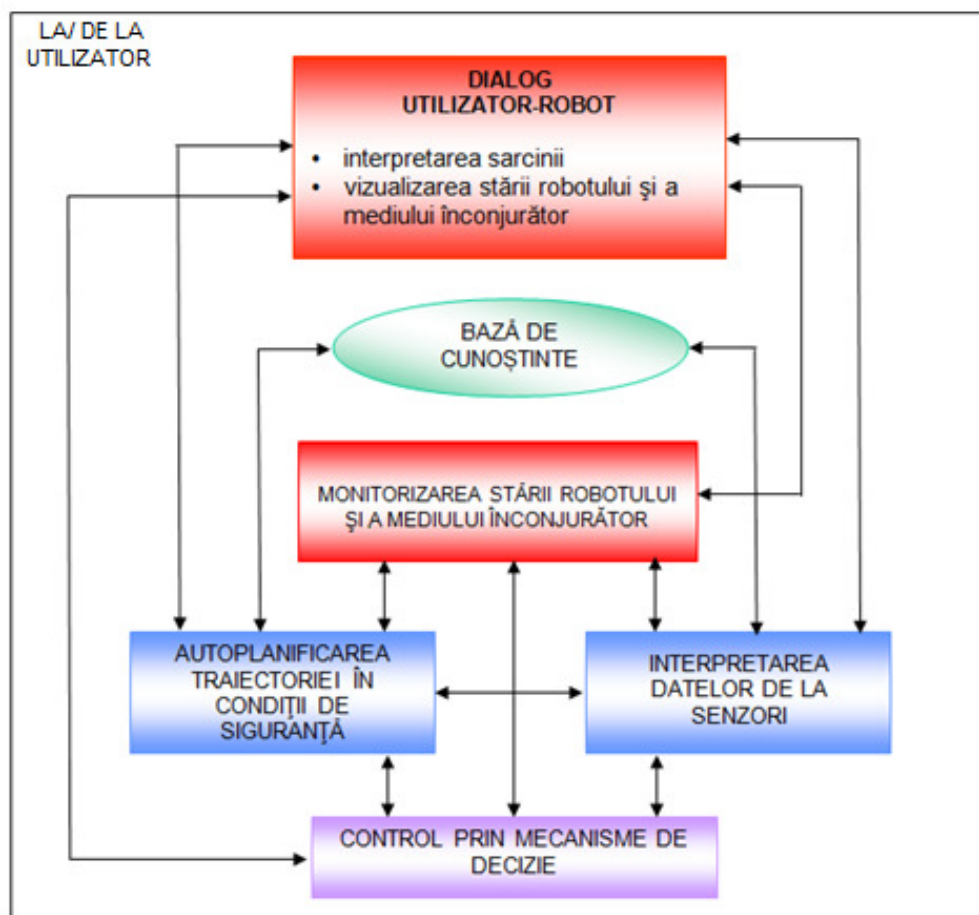 LA/ DE LA
UTILIZATOR
DIALOG
UTILIZATOR-ROBOT
• interpretarea sarcinii
• vizualizarea stării robotului şi a
mediului înconjurător
BAZĂ DE
CUNOȘTINTE
MONITORIZAREA STĂRII ROBOTULUI
ŞI A MEDIULUI ÎNCONJURĂTOR
AUTOPLANIFICAREA
TRAIECTORIEI ÎN
CONDIŢII DE
SIGURANŢĂ
INTERPRETAREA
DATELOR DE LA
SENZORI
CONTROL PRIN MECANISME DE
DECIZIE